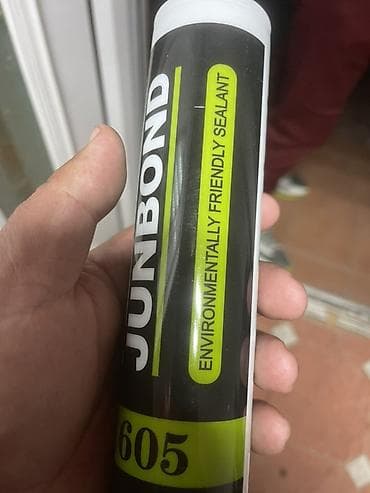 JUNBOND
ENVIRONMENTALLY FRIENDLY SEALANT
605